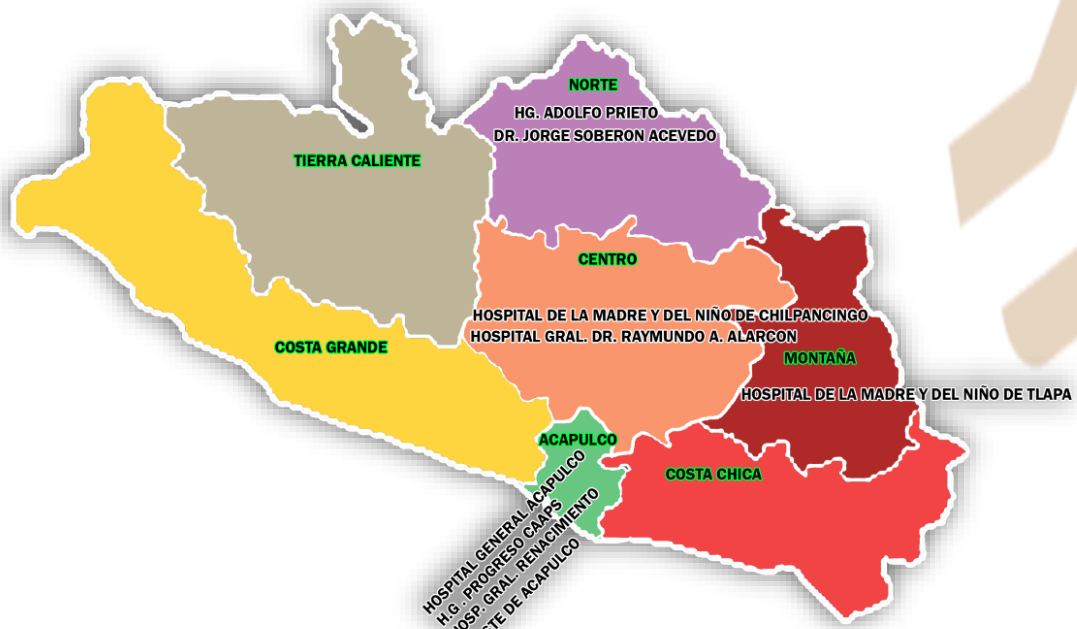 NORTE
HG. ADOLFO PRIETO
DR. JORGE SOBERON ACEVEDO
TIERRA CALIENTE
CENTRO
HOSPITAL DE LA MADRE Y DEL NIÑO DE CHILPANCINGO
HOSPITAL GRAL. DR. RAYMUNDO A. ALARCON
COSTA GRANDE
MONTAÑA
HOSPITAL DE LA MADRE Y DEL NIÑO DE TLAPA
ACAPULCO
COSTA CHICA
HOSPITAL GENERAL ACAPULCO
H.G . PROGRESO CAAPS
HOSP. GRAL. RENACIMIENTO
DE ACAPULCO